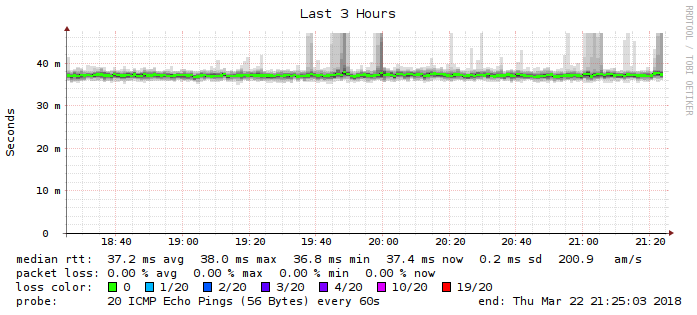 Last 3 Hours
RRDTOOL / TOBI OETIKER
Seconds
40 m
30 m
20 m
10 m
0
18:40 19:00 19:20 19:40 20:00 20:20 20:40 21:00 21:20
median rtt: 37.2 ms avg 38.0 ms max 36.8 ms min 37.4 ms now 0.2 ms sd 200.9 am/s
packet loss: 0.00 % avg 0.00 % max 0.00 % min 0.00 % now
loss color: 0 1/20 2/20 3/20 4/20 10/20 19/20
probe: 20 ICMP Echo Pings (56 Bytes) every 60s end: Thu Mar 22 21:25:03 2018